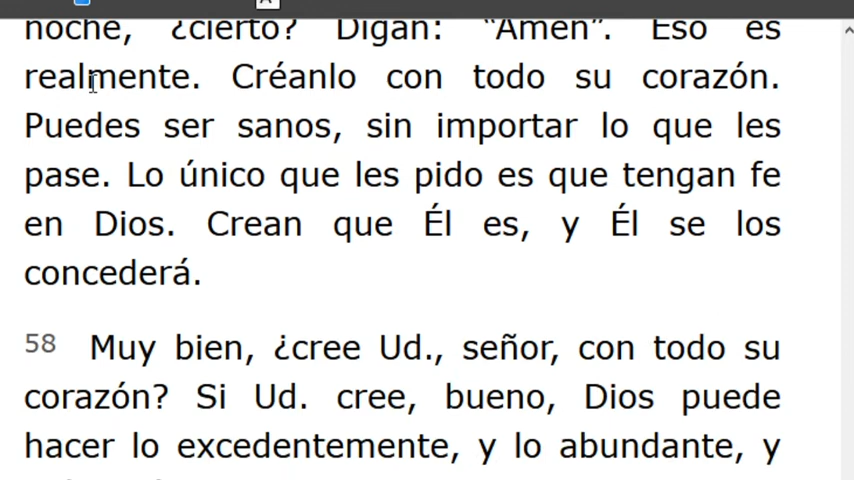 noche, ¿cierto? Digan: “Amén”. Eso es
realmente. Créanlo con todo su corazón.
Puedes ser sanos, sin importar lo que les
pase. Lo único que les pido es que tengan fe
en Dios. Crean que Él es, y Él se los
concederá.
58 Muy bien, ¿cree Ud., señor, con todo su
corazón? Si Ud. cree, bueno, Dios puede
hacer lo excedentemente, y lo abundante, y